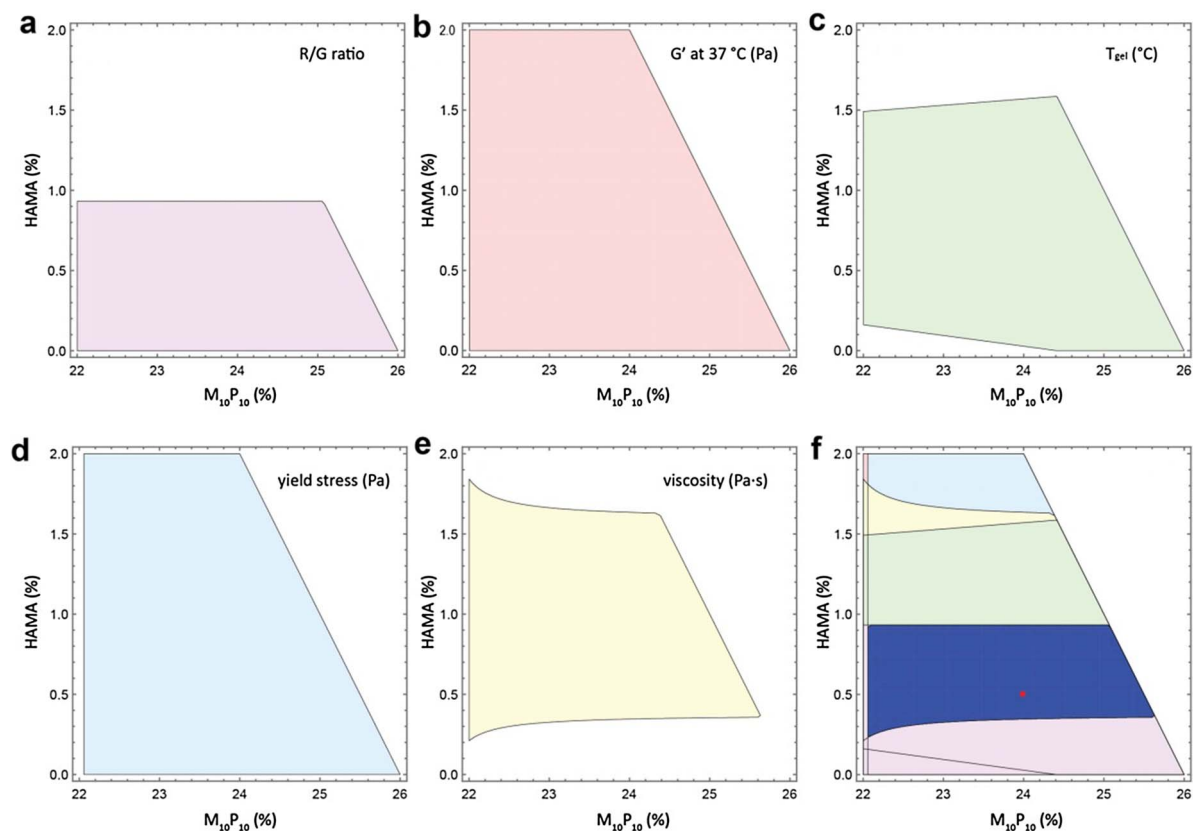 a
R/G ratio
2.0
1.5
1.0
0.5
0.0
HAMA (%)
22 23 24 25 26
M₁₀P₁₀ (%)
b
G' at 37 °C (Pa)
2.0
1.5
1.0
0.5
0.0
HAMA (%)
22 23 24 25 26
M₁₀P₁₀ (%)
c
Tgel (°C)
2.0
1.5
1.0
0.5
0.0
HAMA (%)
22 23 24 25 26
M₁₀P₁₀ (%)
d
yield stress (Pa)
2.0
1.5
1.0
0.5
0.0
HAMA (%)
22 23 24 25 26
M₁₀P₁₀ (%)
e
viscosity (Pa·s)
2.0
1.5
1.0
0.5
0.0
HAMA (%)
22 23 24 25 26
M₁₀P₁₀ (%)
f
2.0
1.5
1.0
0.5
0.0
HAMA (%)
22 23 24 25 26
M₁₀P₁₀ (%)